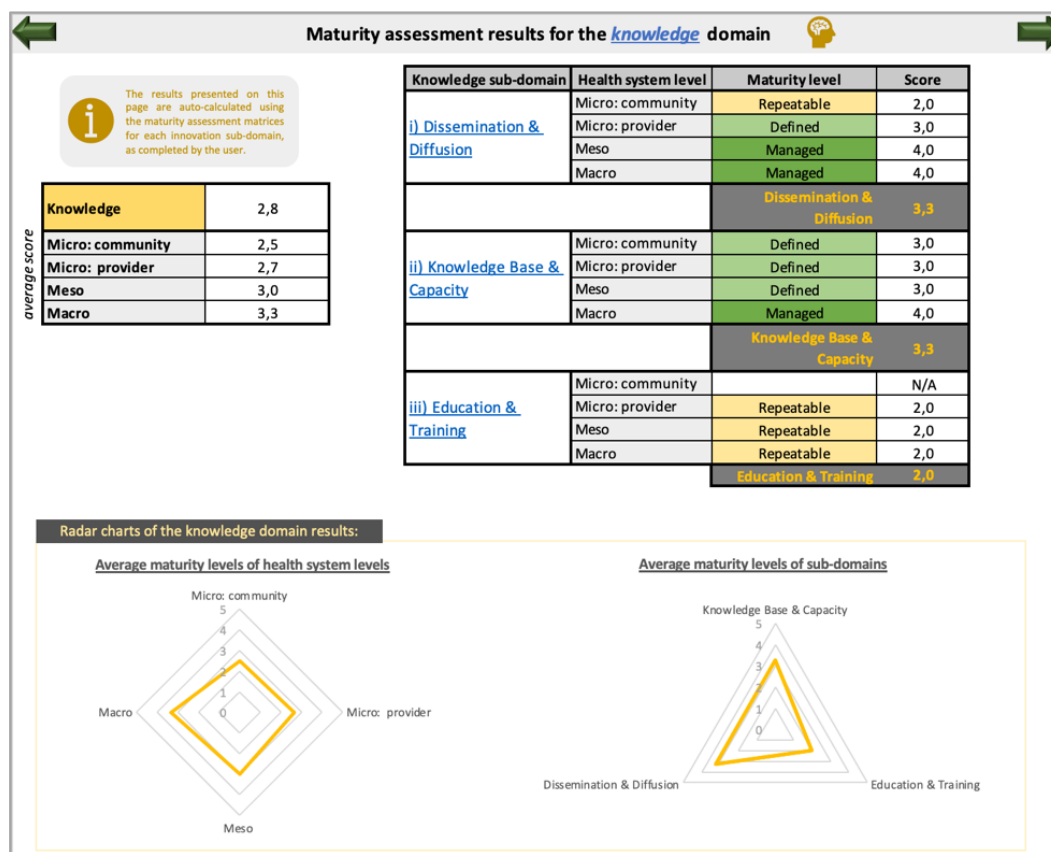 Maturity assessment results for the knowledge domain
The results presented on this
page are auto-calculated using
the maturity assessment matrices
for each innovation sub-domain,
as completed by the user.
average score
Knowledge 2,8
Micro: community 2,5
Micro: provider 2,7
Meso 3,0
Macro 3,3
Knowledge sub-domain Health system level Maturity level Score
i) Dissemination &
Diffusion
Micro: community Repeatable 2,0
Micro: provider Defined 3,0
Meso Managed 4,0
Macro Managed 4,0
Dissemination &
Diffusion 3,3
ii) Knowledge Base &
Capacity
Micro: community Defined 3,0
Micro: provider Defined 3,0
Meso Defined 3,0
Macro Managed 4,0
Knowledge Base &
Capacity 3,3
iii) Education &
Training
Micro: community N/A
Micro: provider Repeatable 2,0
Meso Repeatable 2,0
Macro Repeatable 2,0
Education & Training 2,0
Radar charts of the knowledge domain results:
Average maturity levels of health system levels
Micro: community
5
4
3
2
1
0
Macro
Micro: provider
Meso
Average maturity levels of sub-domains
Knowledge Base & Capacity
5
4
3
2
1
0
Dissemination & Diffusion
Education & Training